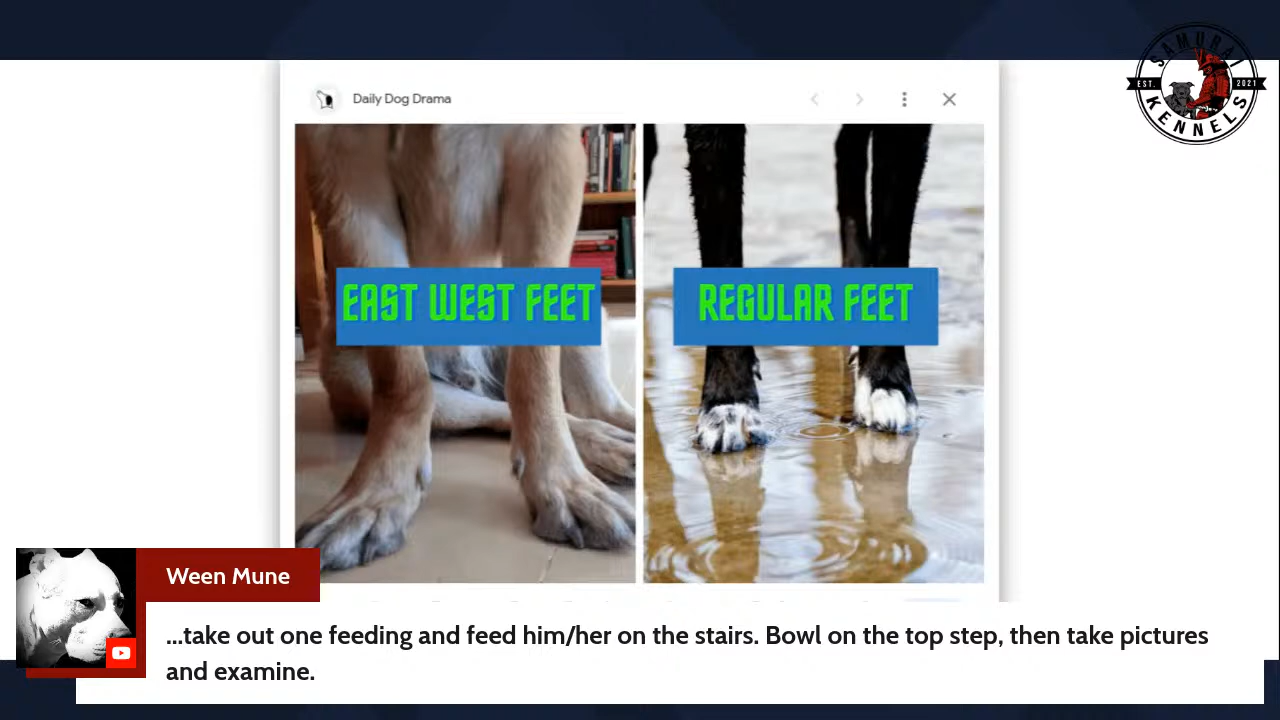 Daily Dog Drama
SAMURAI
EST.
2021
KENNELS
EAST WEST FEET
REGULAR FEET
Ween Mune
...take out one feeding and feed him/her on the stairs. Bowl on the top step, then take pictures
and examine.